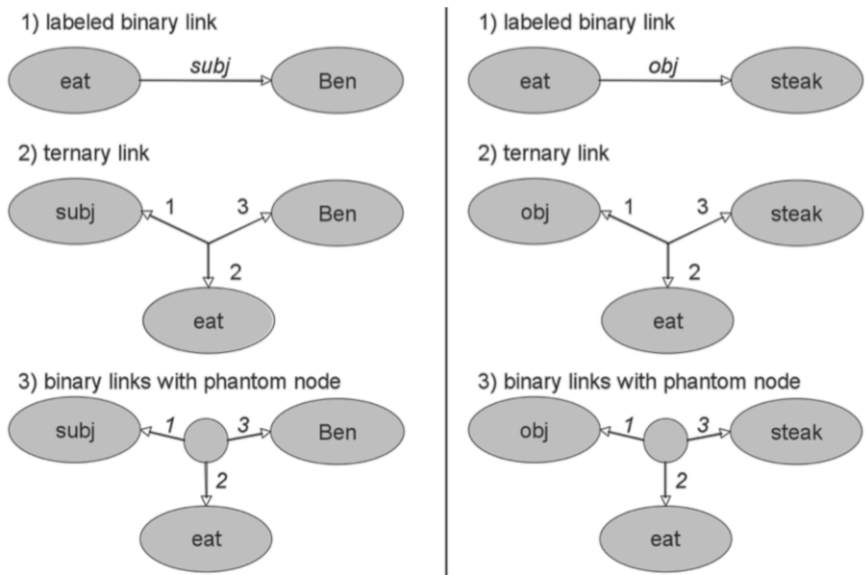 1) labeled binary link
eat
subj
Ben
2) ternary link
subj
1
3
Ben
2
eat
3) binary links with phantom node
subj
1
3
Ben
2
eat
1) labeled binary link
eat
obj
steak
2) ternary link
obj
1
3
steak
2
eat
3) binary links with phantom node
obj
1
3
steak
2
eat